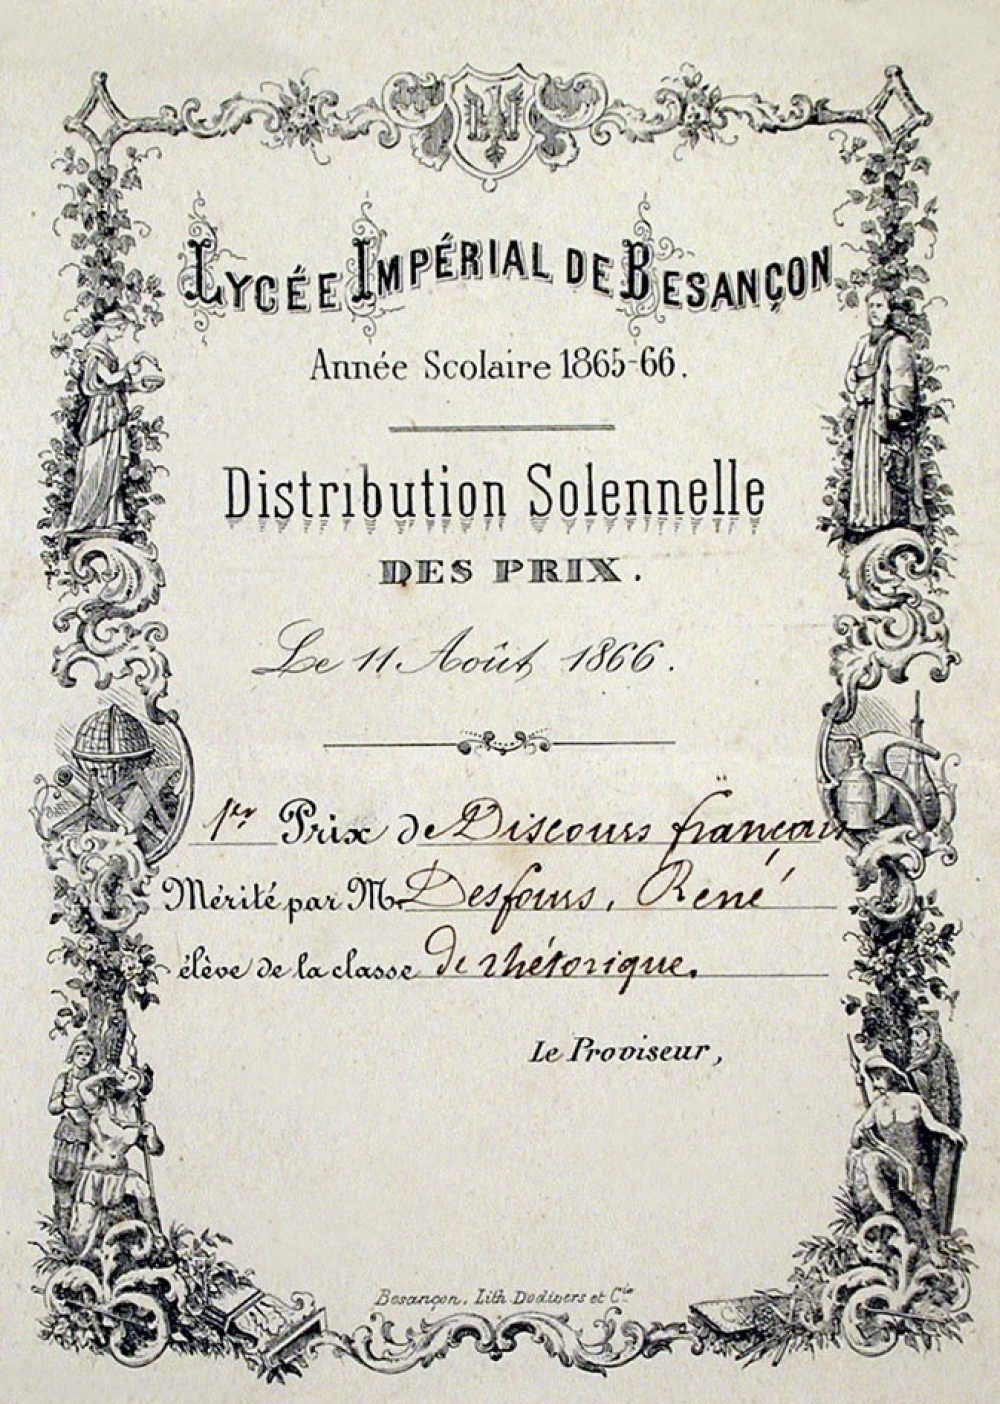 Lycée Impérial de Besançon
Année Scolaire 1865-66.
Distribution Solennelle
DES PRIX.
Le 11 Août 1866.
1er Prix de Discours français
Mérité par Mr Desfours, René
élève de la classe de rhétorique.
Le Proviseur,
Besançon, Lith Dodivers et Cie